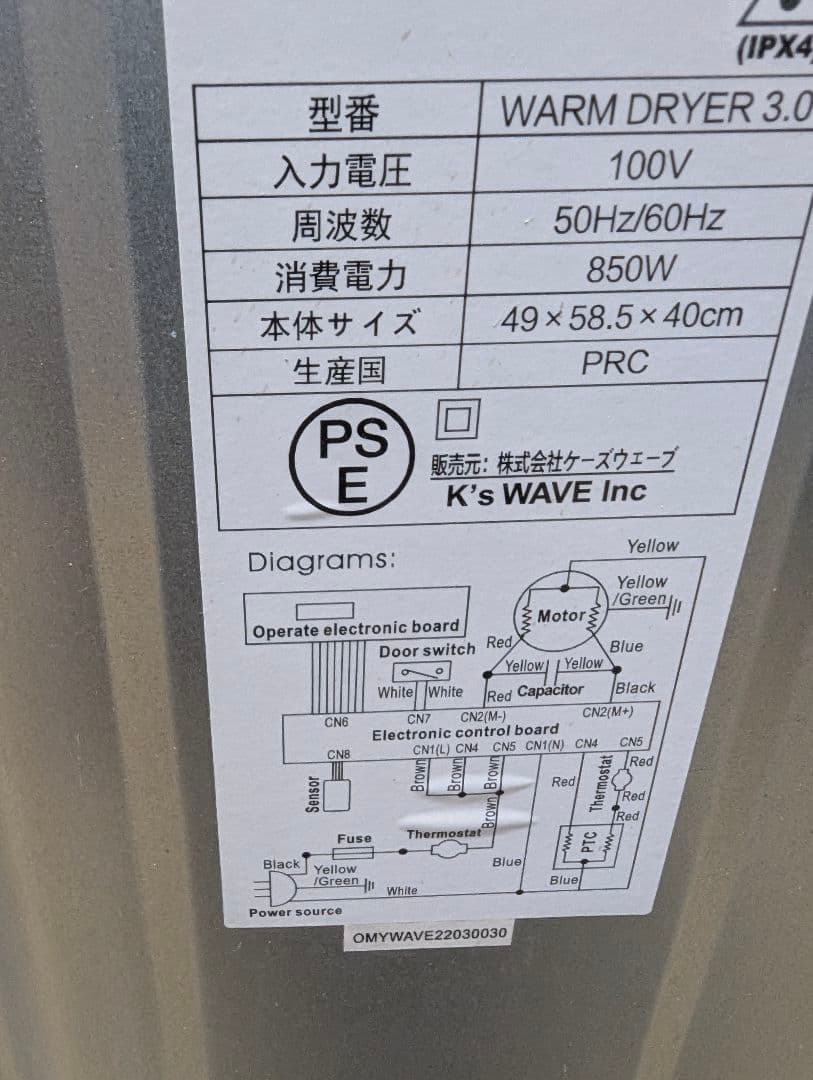 (IPX4)
型番 WARM DRYER 3.0
入力電圧 100V
周波数 50Hz/60Hz
消費電力 850W
本体サイズ 49×58.5×40cm
生産国 PRC
PS
E
販売元: 株式会社ケーズウェーブ
K's WAVE Inc
Diagrams:
Yellow
Yellow
/Green
Motor
Operate electronic board
Red
Blue
Door switch
Yellow Yellow
White White
Red Capacitor Black
CN6 CN7 CN2(M-) CN2(M+)
Electronic control board
CN8 CN1(L) CN4 CN5 CN1(N) CN4 CN5
Sensor
Brown Brown Brown
Red
Thermostat
Red
Red
Red
Brown
PTC
Fuse
Thermostat
Black
Yellow
/Green
White
Blue
Blue
Power source
OMYWAVE22030030